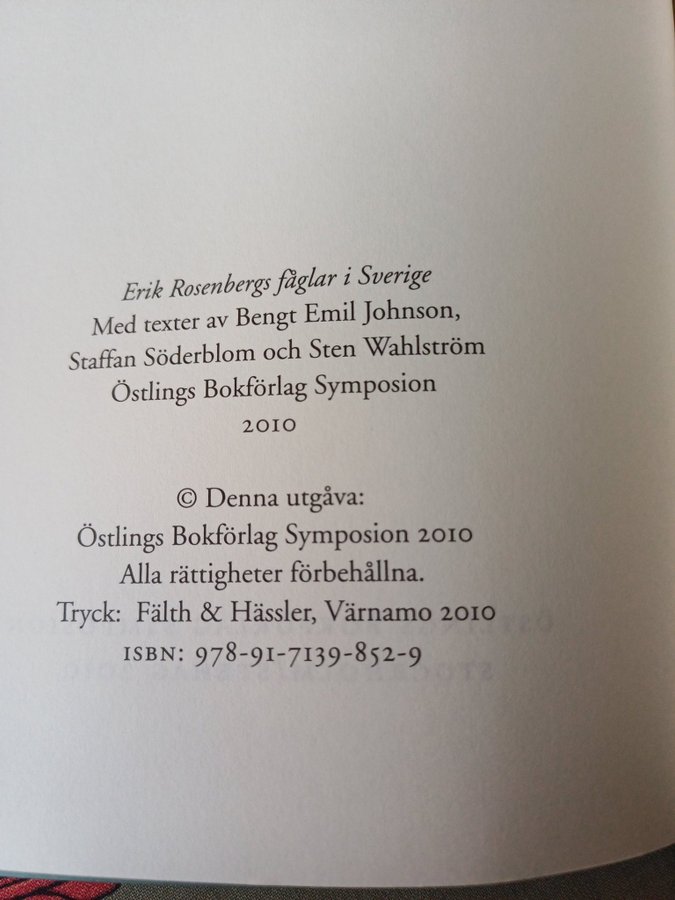 Erik Rosenbergs fåglar i Sverige
Med texter av Bengt Emil Johnson,
Staffan Söderblom och Sten Wahlström
Östlings Bokförlag Symposion
2010
© Denna utgåva:
Östlings Bokförlag Symposion 2010
Alla rättigheter förbehållna.
Tryck: Fälth & Hässler, Värnamo 2010
ISBN: 978-91-7139-852-9